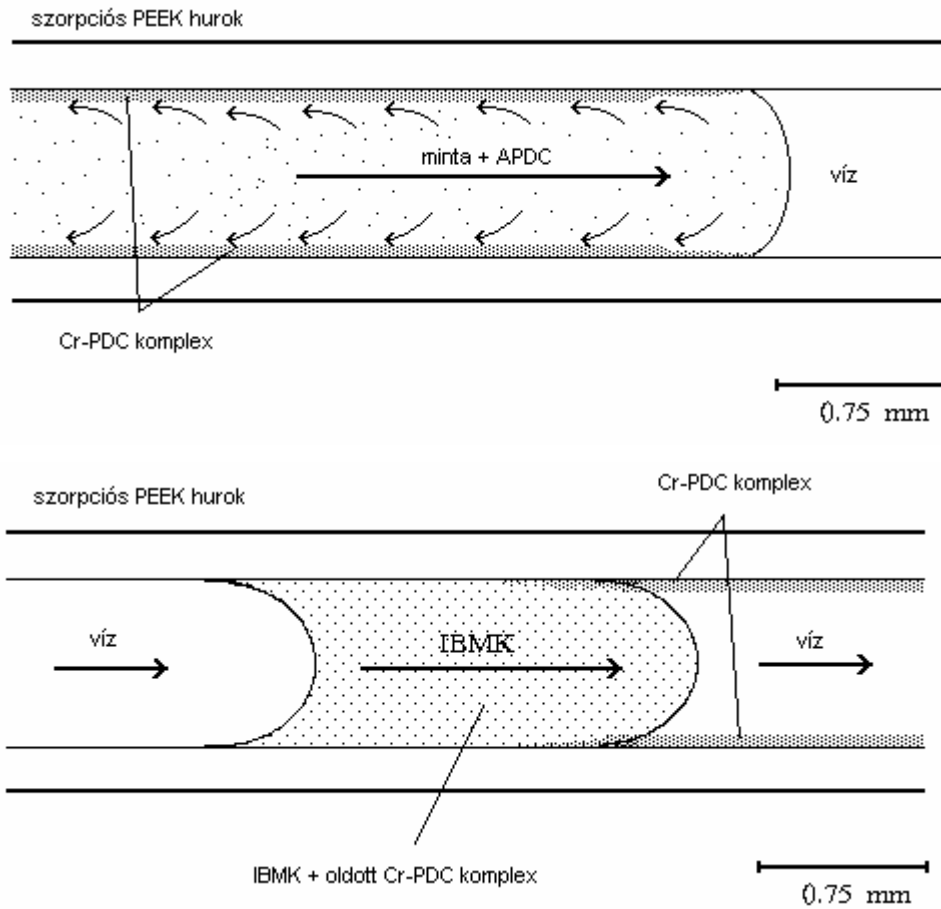 szorpciós PEEK hurok
minta + APDC
víz
Cr-PDC komplex
0.75 mm
szorpciós PEEK hurok
Cr-PDC komplex
víz
IBMK
víz
IBMK + oldott Cr-PDC komplex
0.75 mm